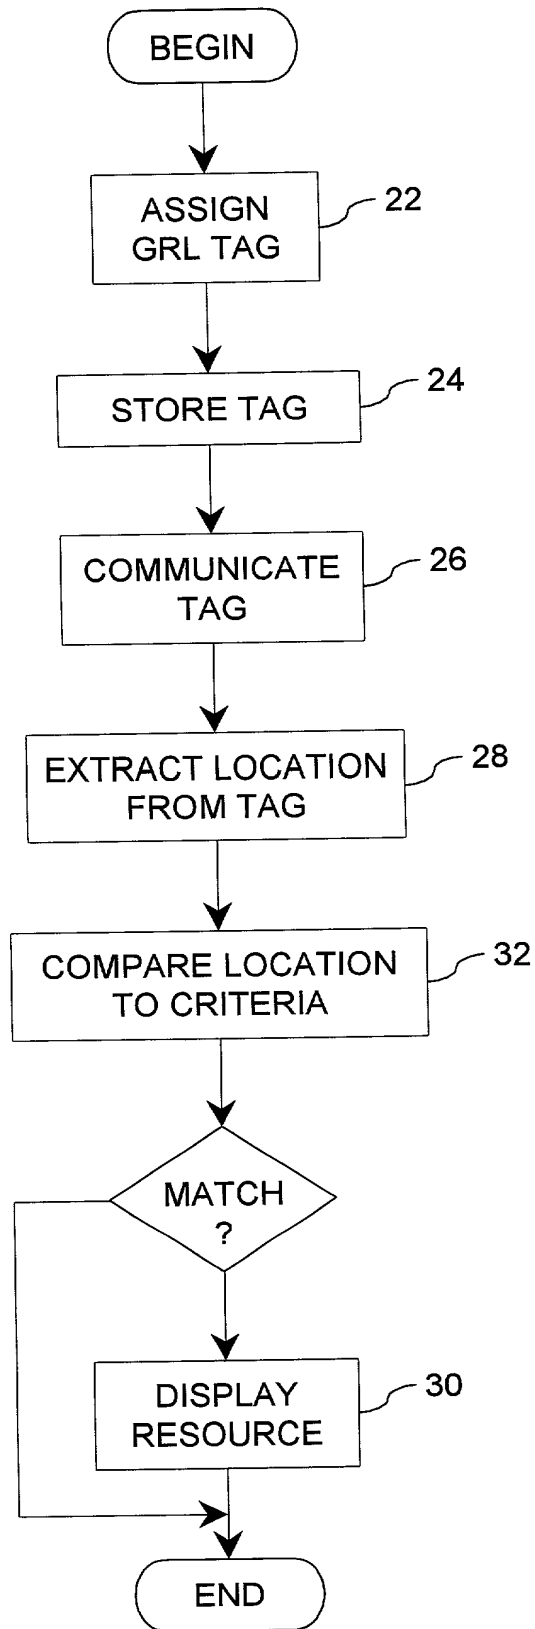 BEGIN
ASSIGN
GRL TAG
22
STORE TAG
24
COMMUNICATE
TAG
26
EXTRACT LOCATION
FROM TAG
28
COMPARE LOCATION
TO CRITERIA
32
MATCH
?
DISPLAY
RESOURCE
30
END